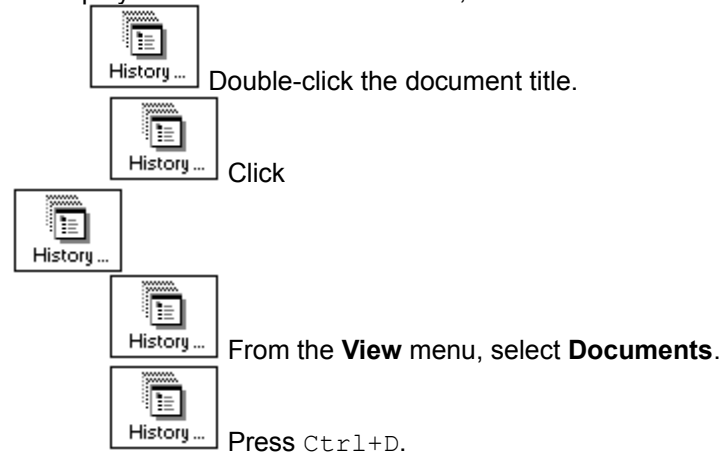 History ... Double-click the document title.
History ... Click
History ...
History ... From the View menu, select Documents.
History ... Press Ctrl+D.